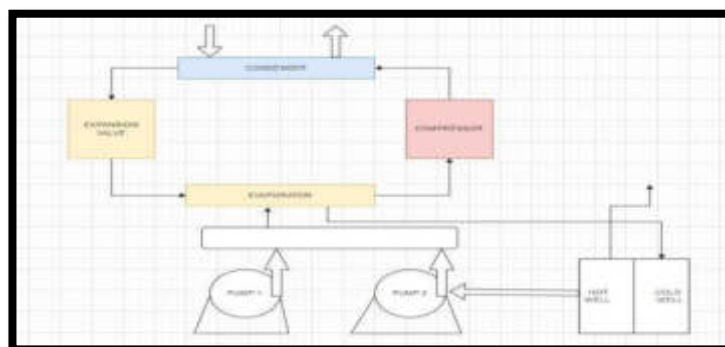 CONDENSER
EXPANSION
VALVE
COMPRESSOR
EVAPORATOR
PUMP 1
PUMP 2
HOT
WELL
COLD
WELL